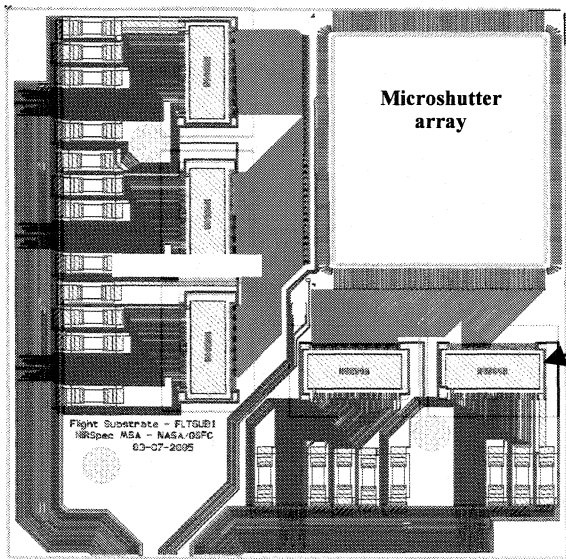 Microshutter
array
Flight Substrate - FLTSUB1
NIRSpec MSA - NASA/GSFC
03-07-2005